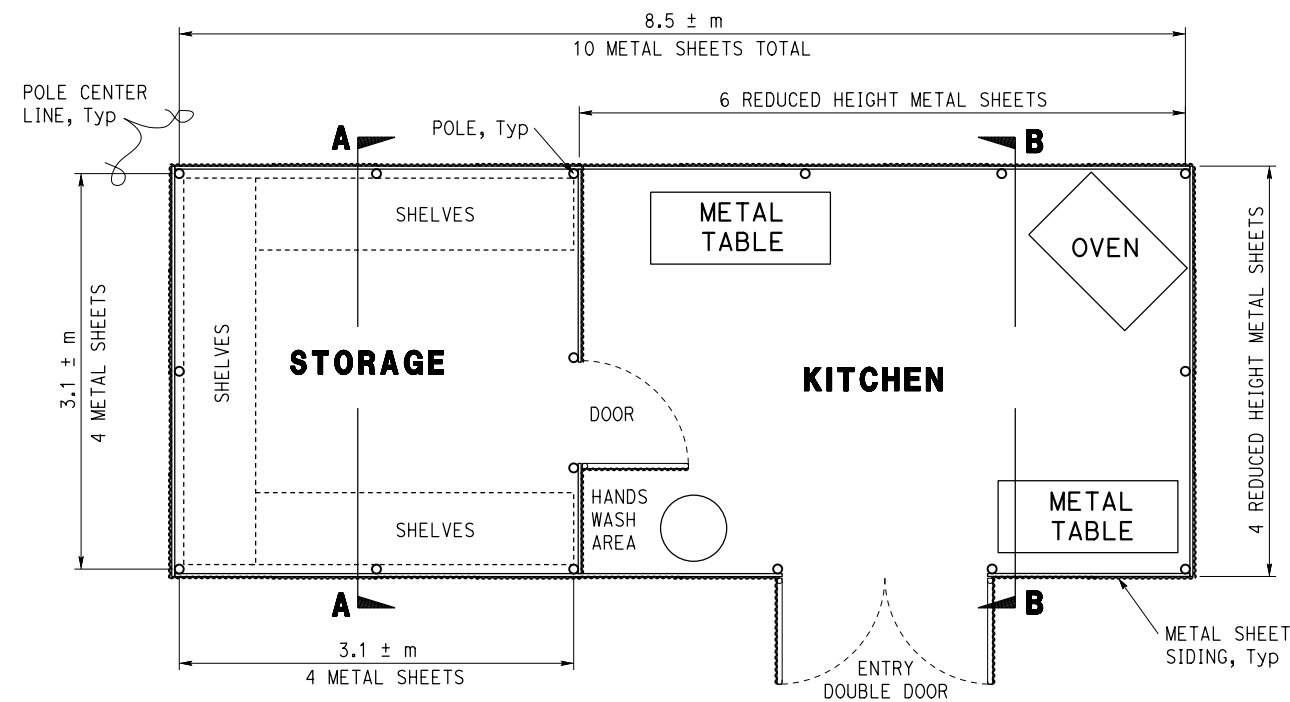 8.5 ± m
10 METAL SHEETS TOTAL
POLE CENTER
LINE, Typ
6 REDUCED HEIGHT METAL SHEETS
A
POLE, Typ
B
SHELVES
METAL
TABLE
OVEN
3.1 ± m
4 METAL SHEETS
SHELVES
STORAGE
KITCHEN
4 REDUCED HEIGHT METAL SHEETS
DOOR
HANDS
WASH
AREA
SHELVES
METAL
TABLE
A
B
3.1 ± m
4 METAL SHEETS
ENTRY
DOUBLE DOOR
METAL SHEET
SIDING, Typ